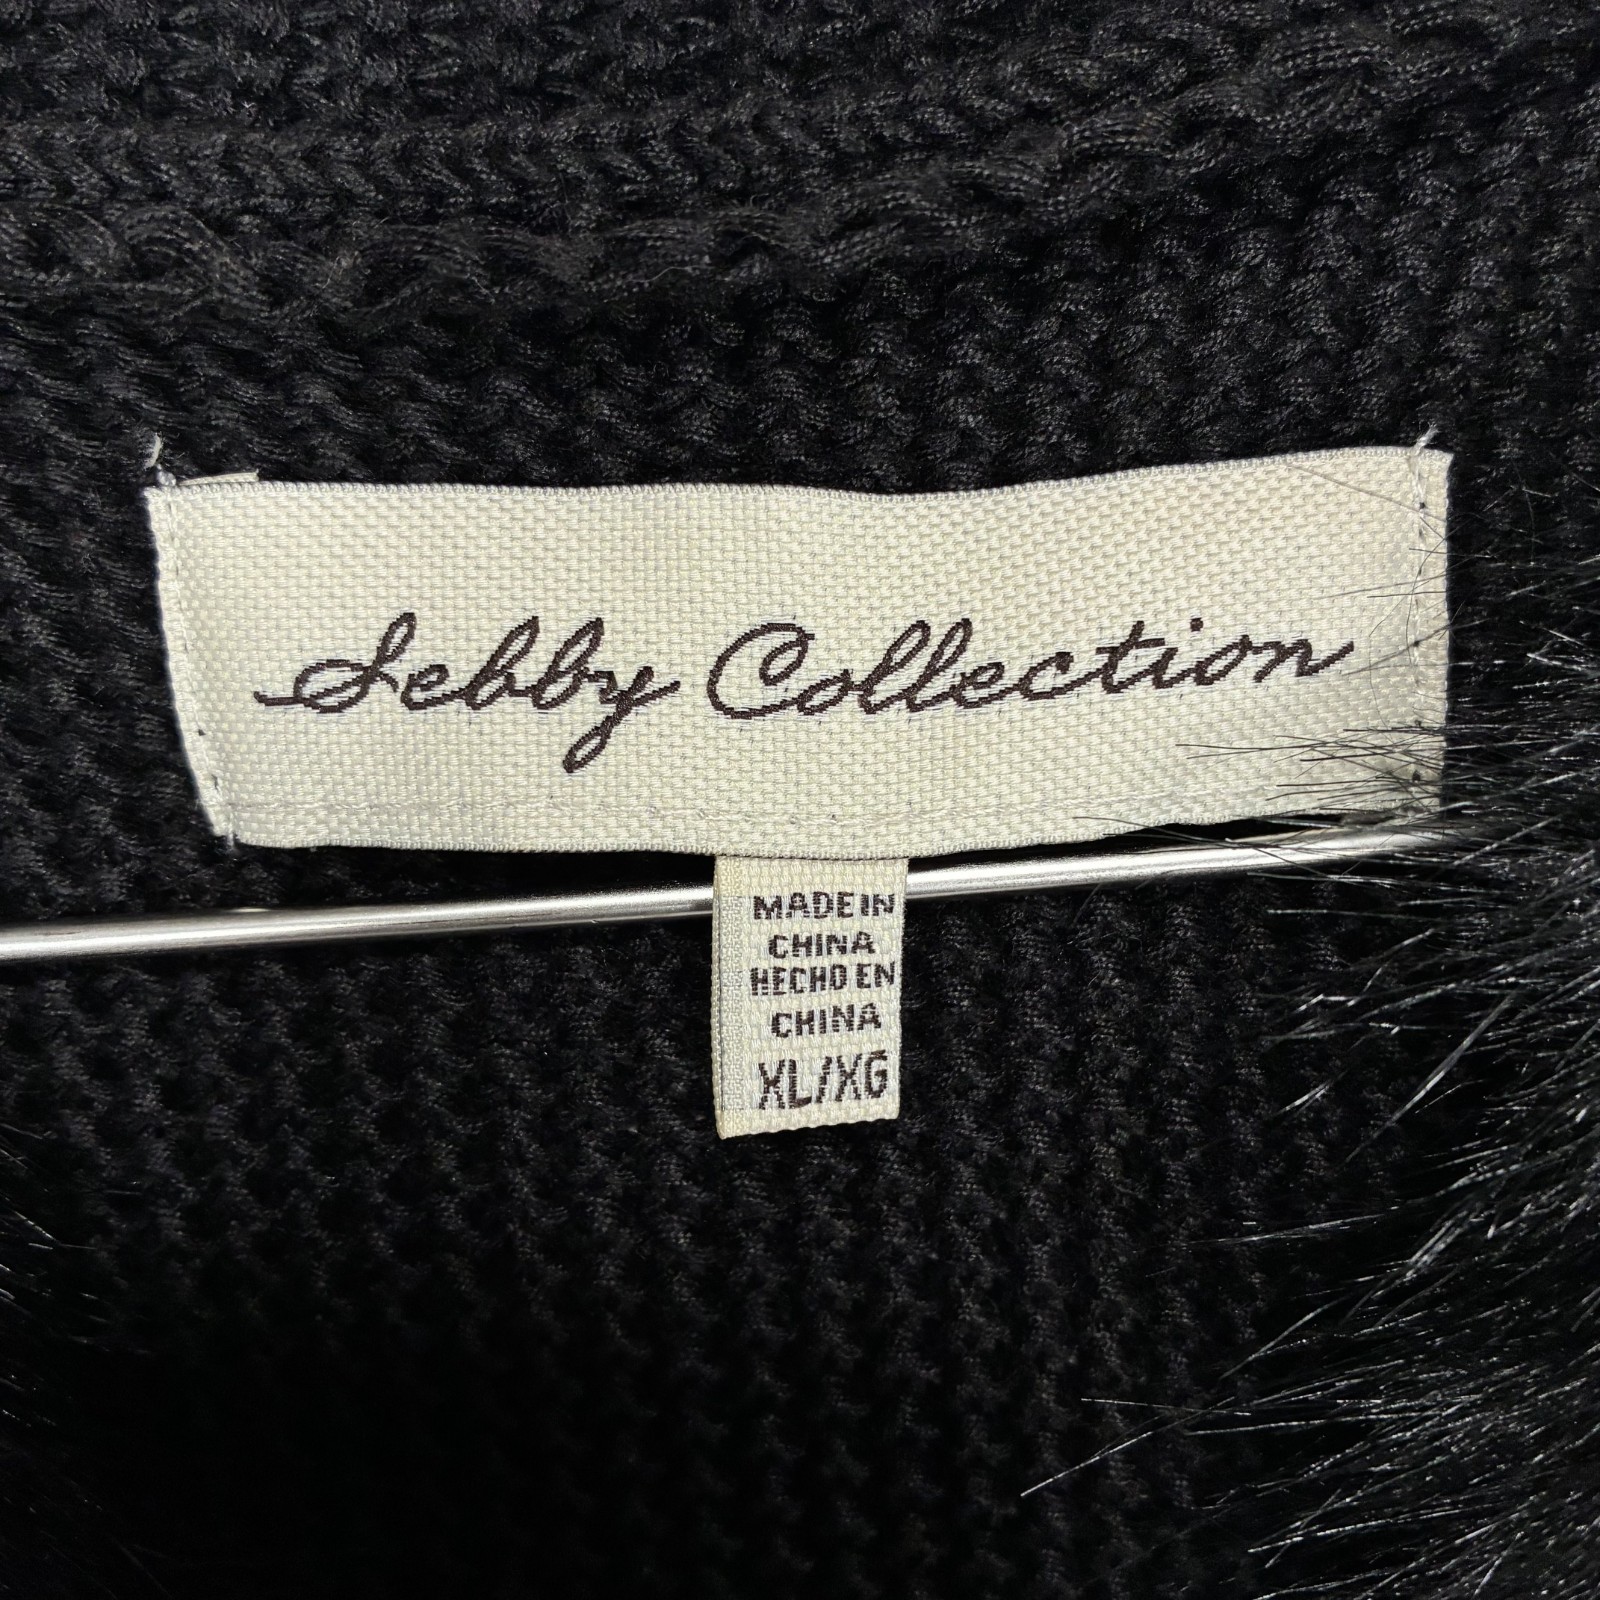 Sebby Collection
MADE IN
CHINA
HECHO EN
CHINA
XL/XG